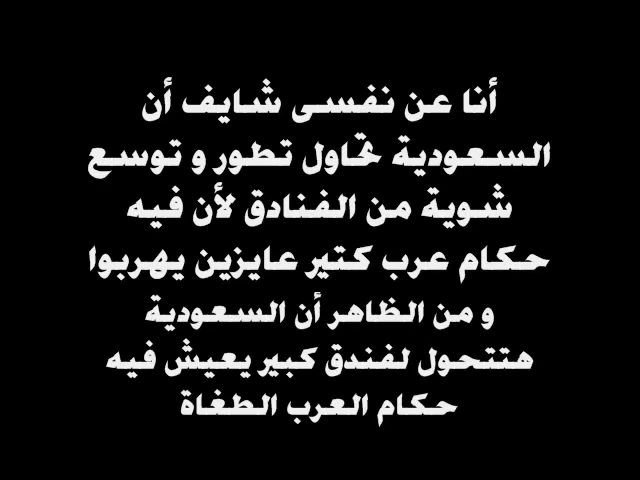 أنا عن نفسى شايف أن
السعودية تحاول تطور و توسع
شوية من الفنادق لأن فيه
حكام عرب كتير عايزين يهربوا
و من الظاهر أن السعودية
هتتحول لفندق كبير يعيش فيه
حكام العرب الطغاة